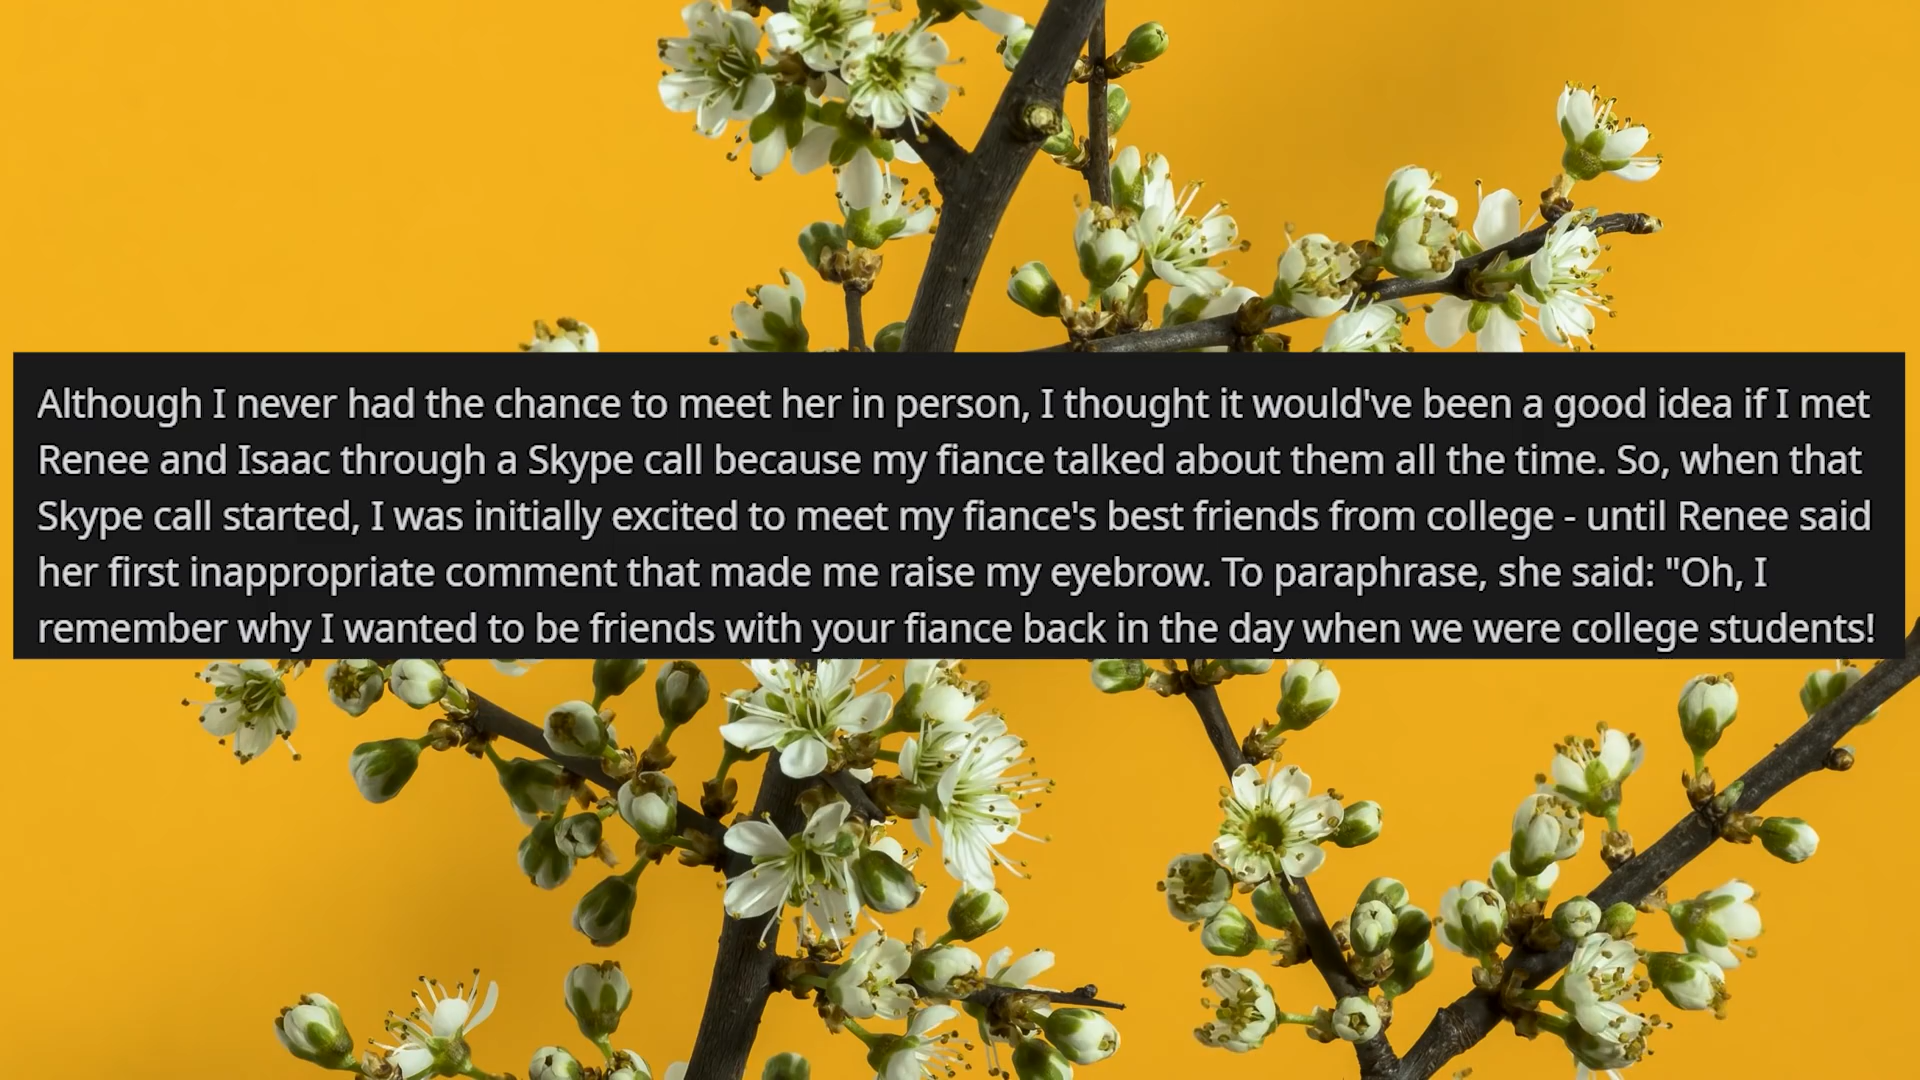 Although I never had the chance to meet her in person, I thought it would've been a good idea if I met
Renee and Isaac through a Skype call because my fiance talked about them all the time. So, when that
Skype call started, I was initially excited to meet my fiance's best friends from college - until Renee said
her first inappropriate comment that made me raise my eyebrow. To paraphrase, she said: "Oh, I
remember why I wanted to be friends with your fiance back in the day when we were college students!